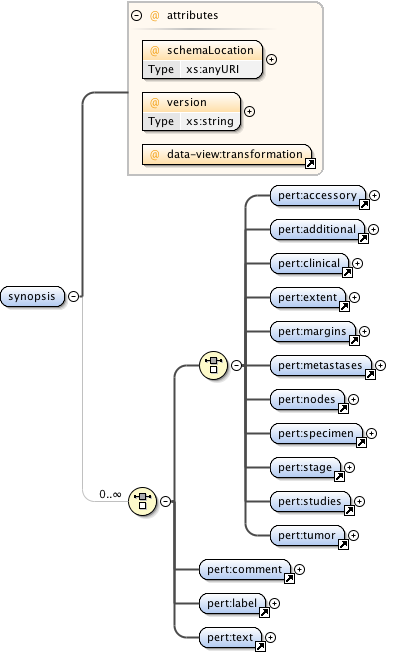 @ attributes
@ schemaLocation
Type xs:anyURI
@ version
Type xs:string
@ data-view:transformation
pert:accessory
pert:additional
pert:clinical
synopsis
pert:extent
pert:margins
pert:metastases
pert:nodes
pert:specimen
pert:stage
0..∞
pert:studies
pert:tumor
pert:comment
pert:label
pert:text